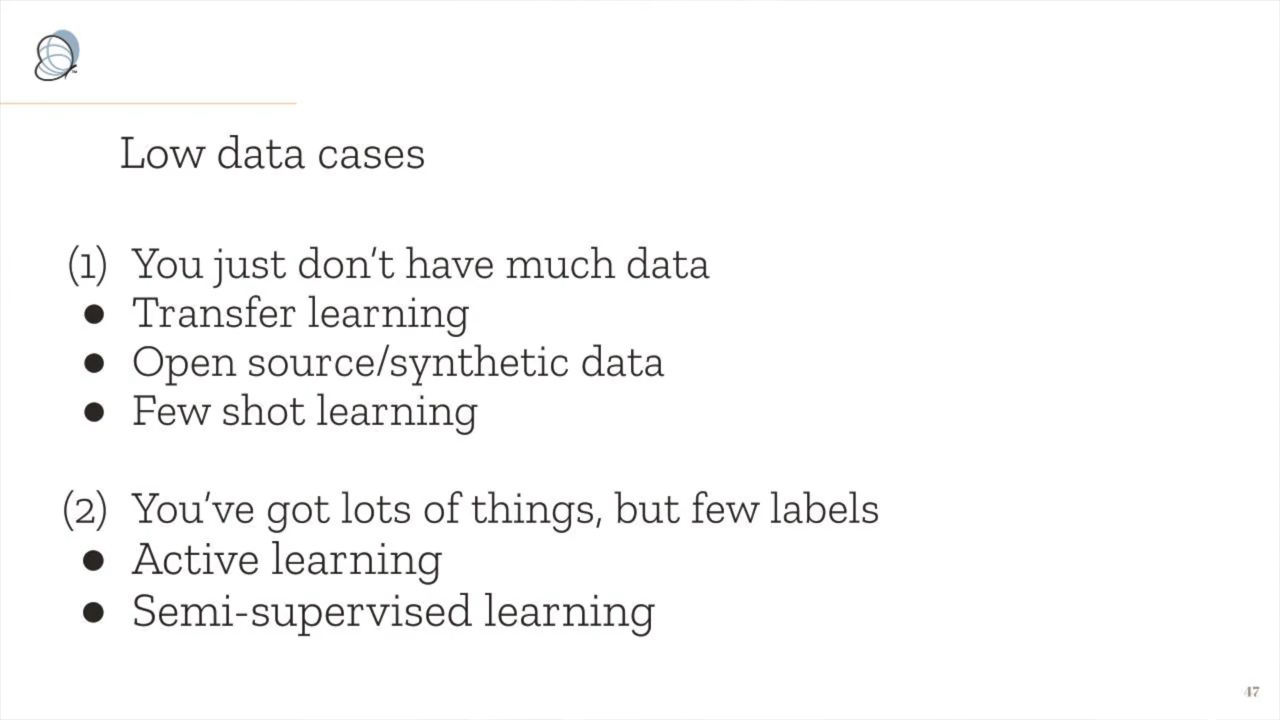 Low data cases
(1) You just don’t have much data
● Transfer learning
● Open source/synthetic data
● Few shot learning
(2) You’ve got lots of things, but few labels
● Active learning
● Semi-supervised learning
47